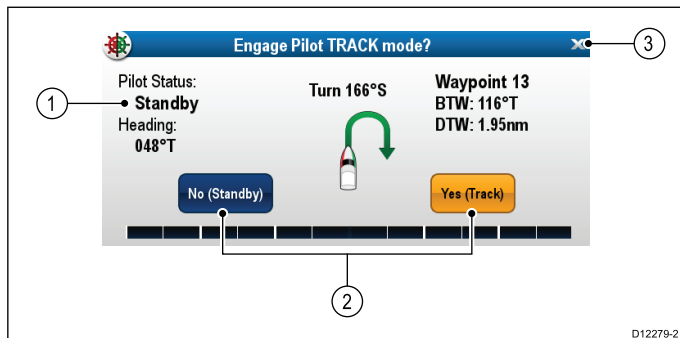 Engage Pilot TRACK mode?
X
3
Pilot Status:
Standby
Heading:
048°T
1
Turn 166°S
Waypoint 13
BTW: 116°T
DTW: 1.95nm
No (Standby)
Yes (Track)
2
D12279-2